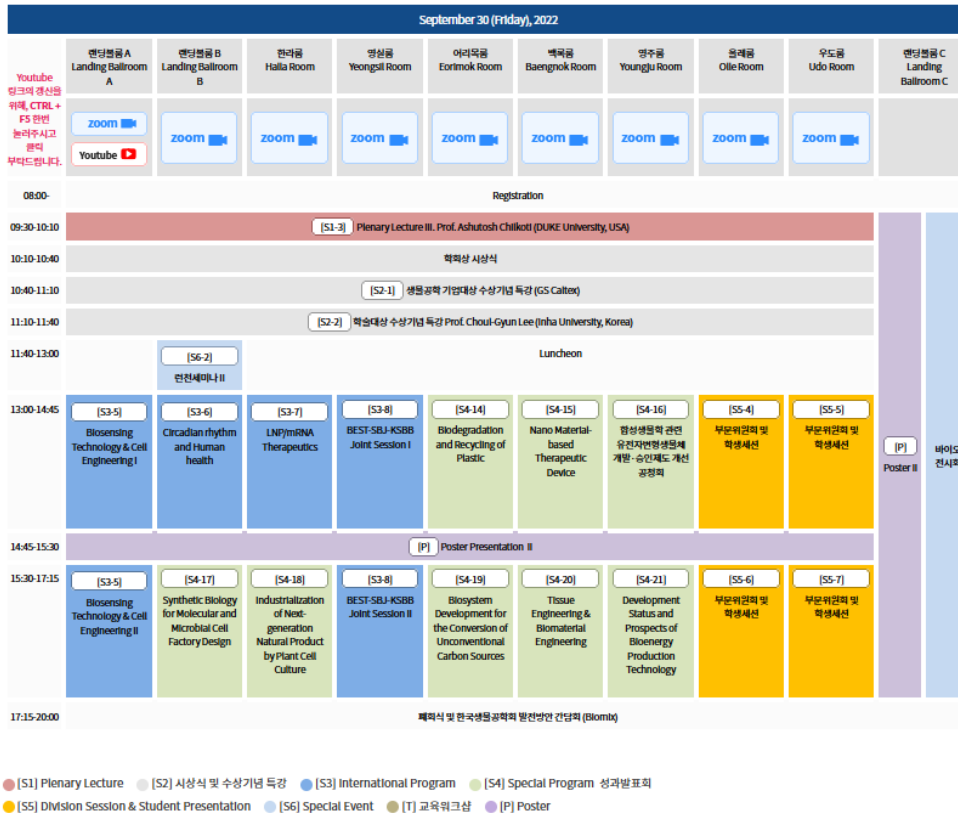 September 30 (Friday), 2022
Youtube
링크의 갱신을
위해, CTRL +
F5 한번
눌러주시고
클릭
부탁드립니다.
랜딩볼룸 A
Landing Ballroom
A
랜딩볼룸 B
Landing Ballroom
B
한라룸
Halla Room
영실룸
Yeongsil Room
어리목룸
Eorimok Room
백록룸
Baengnok Room
영주룸
Youngju Room
올레룸
Olle Room
우도룸
Udo Room
랜딩볼룸 C
Landing
Ballroom C
zoom
Youtube
zoom
zoom
zoom
zoom
zoom
zoom
zoom
zoom
08:00-
Registration
09:30-10:10
[S1-3] Plenary Lecture III. Prof. Ashutosh Chilkoti (DUKE University, USA)
10:10-10:40
학회상 시상식
10:40-11:10
[S2-1] 생물공학 기업대상 수상기념 특강 (GS Caltex)
11:10-11:40
[S2-2] 학술대상 수상기념 특강 Prof. Choul-Gyun Lee (Inha University, Korea)
11:40-13:00
[S6-2]
런천세미나 II
Luncheon
13:00-14:45
[S3-5]
Biosensing
Technology & Cell
Engineering I
[S3-6]
Circadian rhythm
and Human
health
[S3-7]
LNP/mRNA
Therapeutics
[S3-8]
BEST-SBJ-KSBB
Joint Session I
[S4-14]
Biodegradation
and Recycling of
Plastic
[S4-15]
Nano Material-
based
Therapeutic
Device
[S4-16]
합성생물학 관련
유전자변형생물체
개발·승인제도 개선
공청회
[S5-4]
부문위원회 및
학생세션
[S5-5]
부문위원회 및
학생세션
[P]
Poster II
바이오
전시회
14:45-15:30
[P] Poster Presentation II
15:30-17:15
[S3-5]
Biosensing
Technology & Cell
Engineering II
[S4-17]
Synthetic Biology
for Molecular and
Microbial Cell
Factory Design
[S4-18]
Industrialization
of Next-
generation
Natural Product
by Plant Cell
Culture
[S3-8]
BEST-SBJ-KSBB
Joint Session II
[S4-19]
Biosystem
Development for
the Conversion of
Unconventional
Carbon Sources
[S4-20]
Tissue
Engineering &
Biomaterial
Engineering
[S4-21]
Development
Status and
Prospects of
Bioenergy
Production
Technology
[S5-6]
부문위원회 및
학생세션
[S5-7]
부문위원회 및
학생세션
17:15-20:00
폐회식 및 한국생물공학회 발전방안 간담회 (Biomix)
[S1] Plenary Lecture [S2] 시상식 및 수상기념 특강 [S3] International Program [S4] Special Program 성과발표회
[S5] Division Session & Student Presentation [S6] Special Event [T] 교육워크샵 [P] Poster